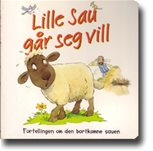 Lille Sau
går seg vill
Fortellingen om den bortkomne sauen